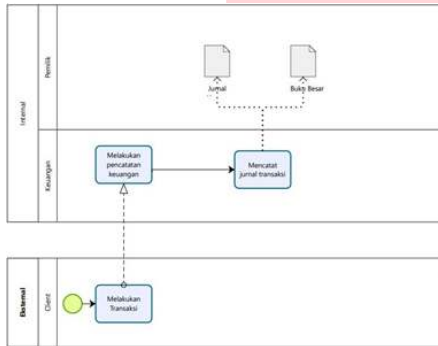 Internal
Pemilik
Jurnal
Buku Besar
Keuangan
Melakukan
pencatatan
keuangan
Mencatat
jurnal transaksi
Eksternal
Client
Melakukan
Transaksi